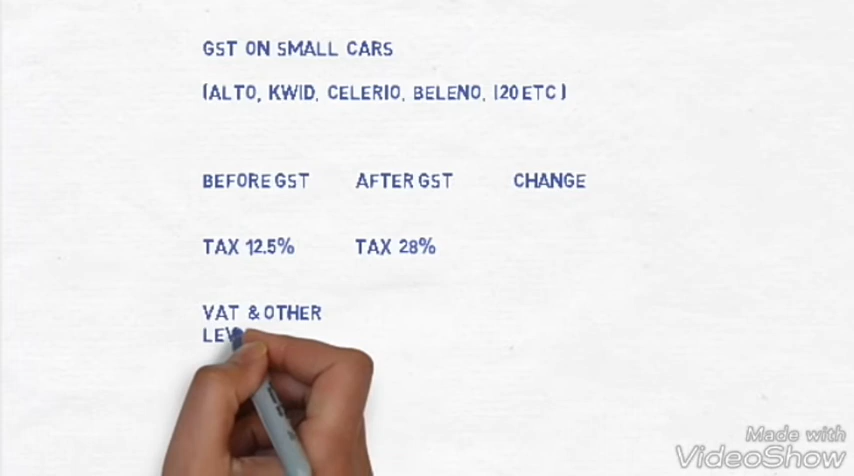 GST ON SMALL CARS
(ALTO, KWID, CELERIO, BELENO, I20 ETC)
BEFORE GST AFTER GST CHANGE
TAX 12.5% TAX 28%
VAT & OTHER
LEV
Made with
VideoShow